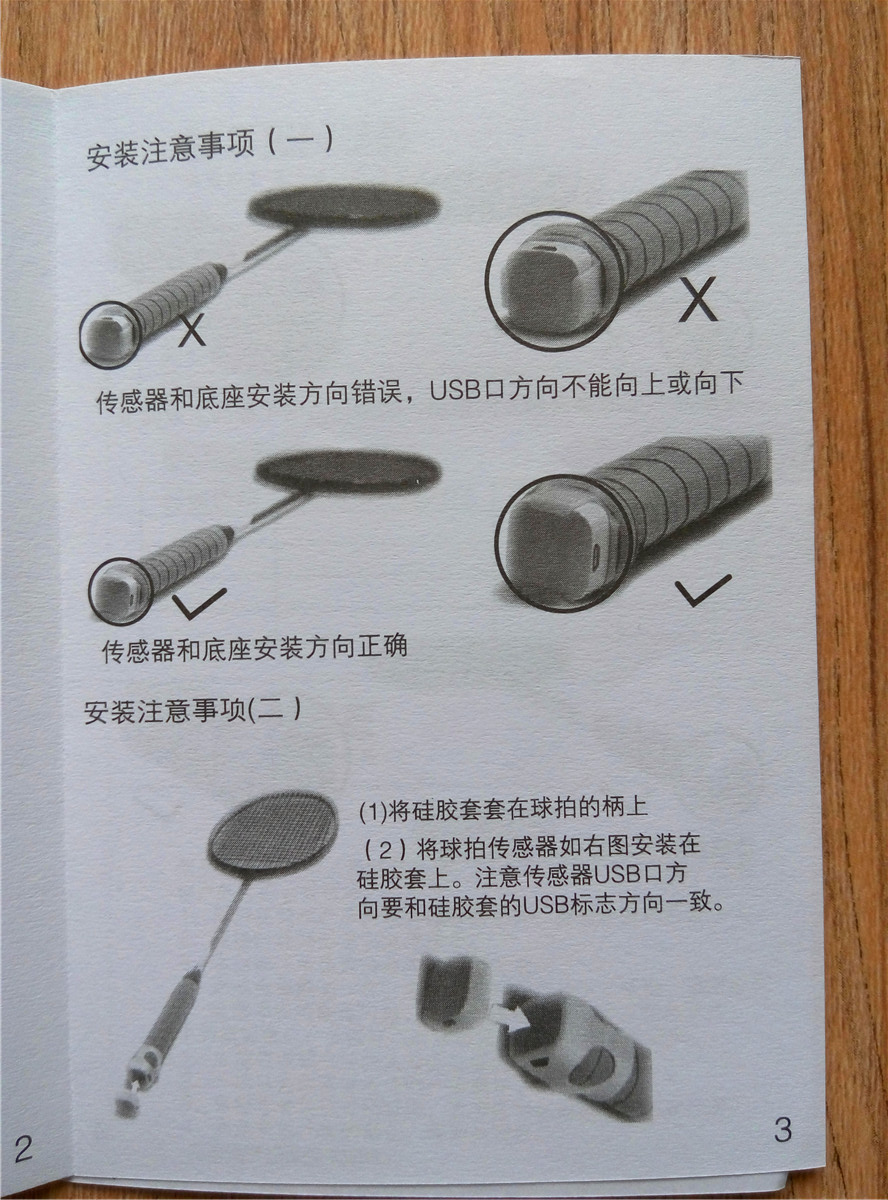 安装注意事项（一）
X
X
传感器和底座安装方向错误，USB口方向不能向上或向下
传感器和底座安装方向正确
安装注意事项(二）
(1)将硅胶套套在球拍的柄上
（2）将球拍传感器如右图安装在
硅胶套上。注意传感器USB口方
向要和硅胶套的USB标志方向一致。
2
3